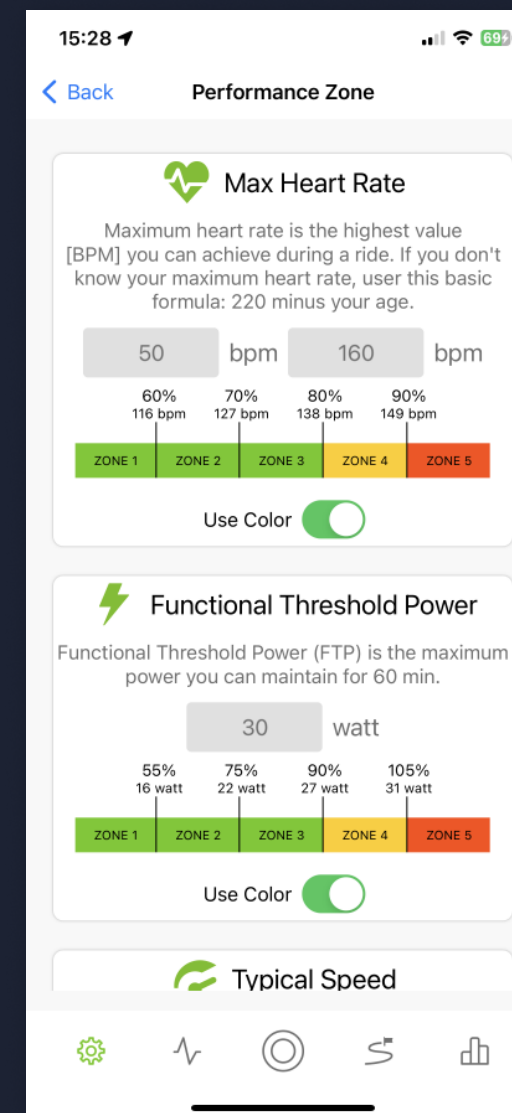 15:28
69
Back
Performance Zone
Max Heart Rate
Maximum heart rate is the highest value
[BPM] you can achieve during a ride. If you don't
know your maximum heart rate, user this basic
formula: 220 minus your age.
50 bpm 160 bpm
60% 70% 80% 90%
116 bpm 127 bpm 138 bpm 149 bpm
ZONE 1 ZONE 2 ZONE 3 ZONE 4 ZONE 5
Use Color
Functional Threshold Power
Functional Threshold Power (FTP) is the maximum
power you can maintain for 60 min.
30 watt
55% 75% 90% 105%
16 watt 22 watt 27 watt 31 watt
ZONE 1 ZONE 2 ZONE 3 ZONE 4 ZONE 5
Use Color
Typical Speed